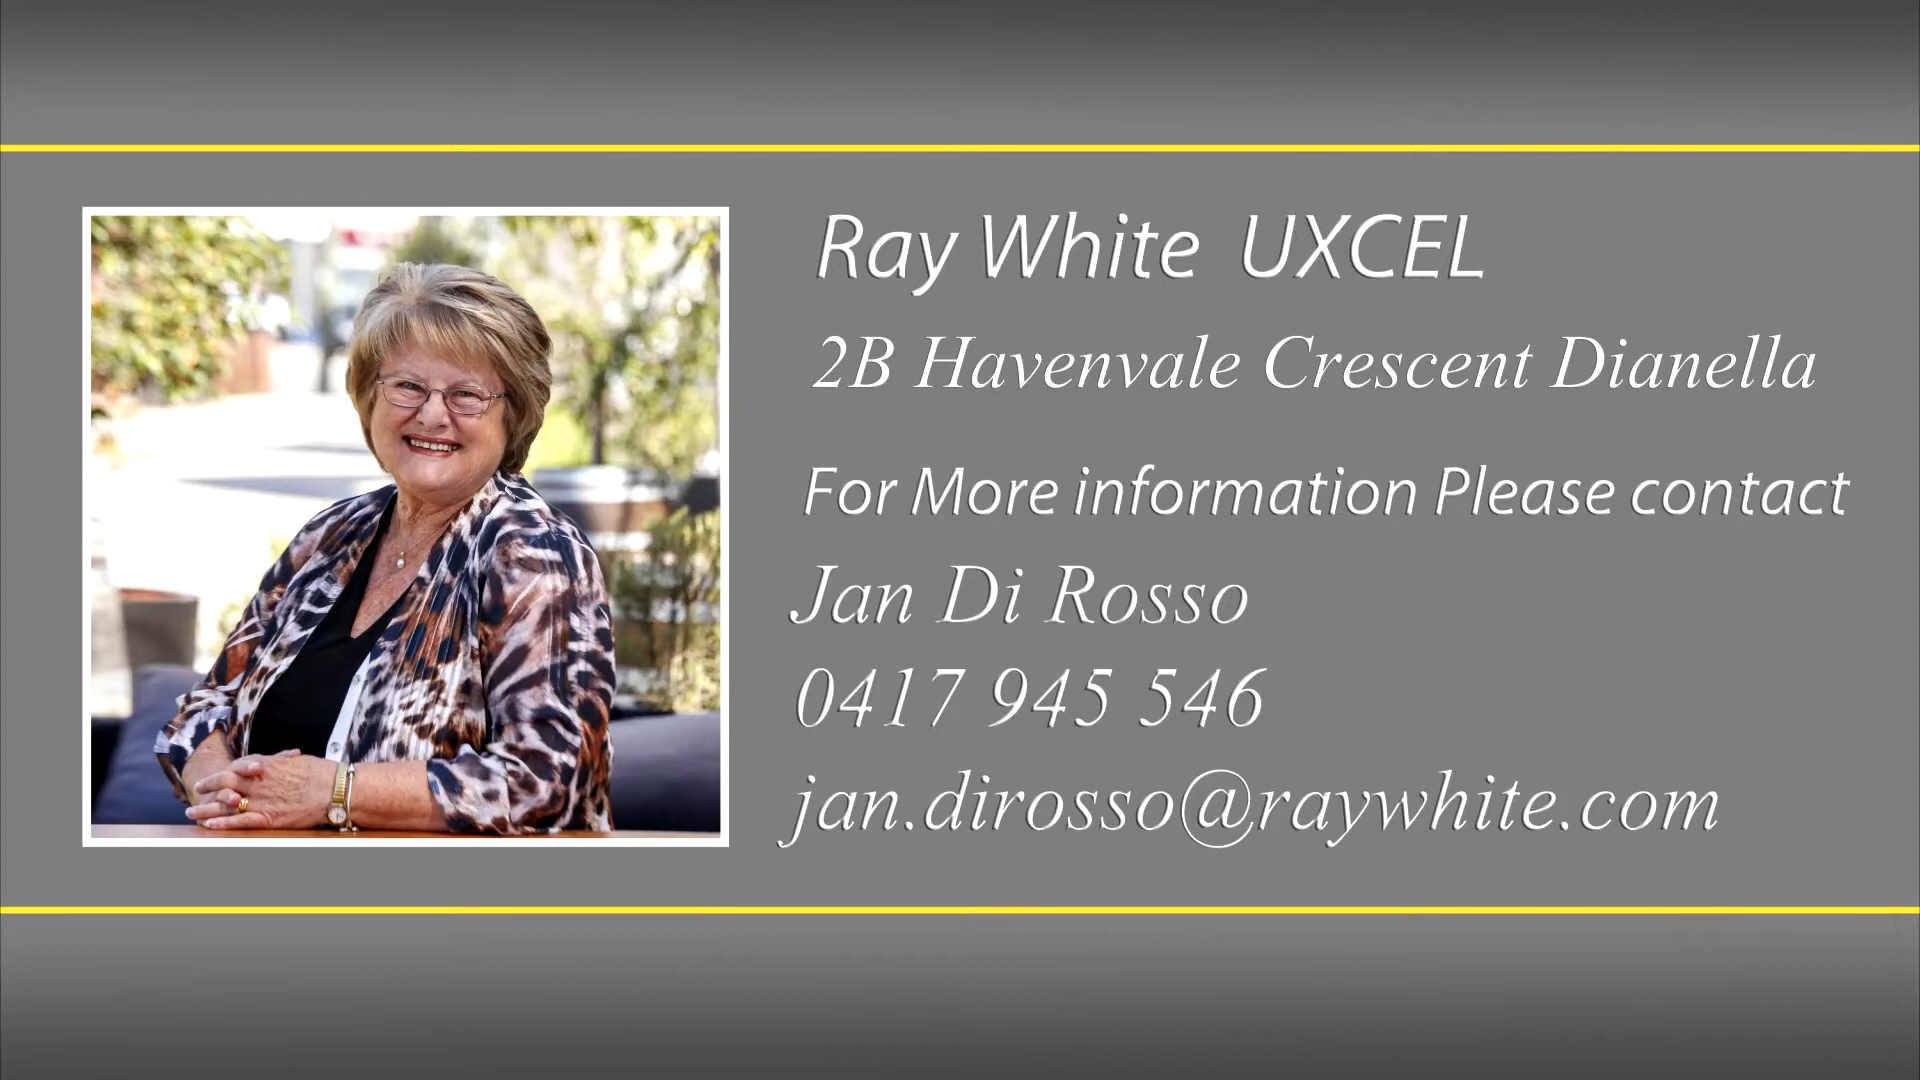 Ray White UXCEL
2B Havenvale Crescent Dianella
For More information Please contact
Jan Di Rosso
0417 945 546
jan.dirosso@raywhite.com